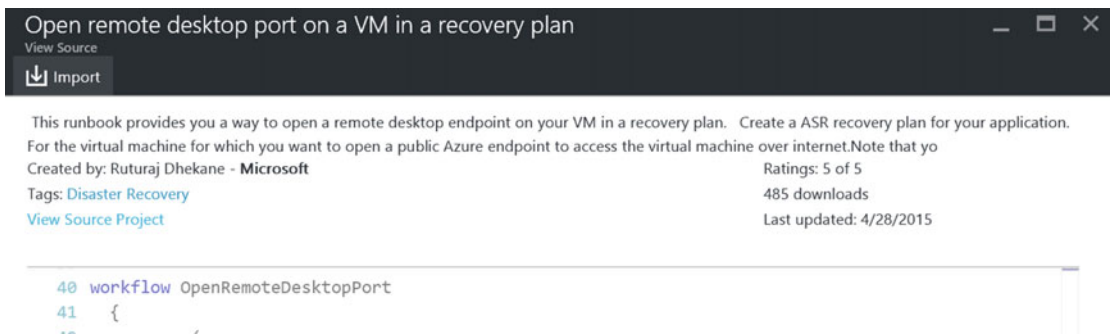 Open remote desktop port on a VM in a recovery plan
View Source
Import
This runbook provides you a way to open a remote desktop endpoint on your VM in a recovery plan. Create a ASR recovery plan for your application.
For the virtual machine for which you want to open a public Azure endpoint to access the virtual machine over internet.Note that yo
Created by: Ruturaj Dhekane - Microsoft
Ratings: 5 of 5
Tags: Disaster Recovery
485 downloads
View Source Project
Last updated: 4/28/2015
40 workflow OpenRemoteDesktopPort
41 {